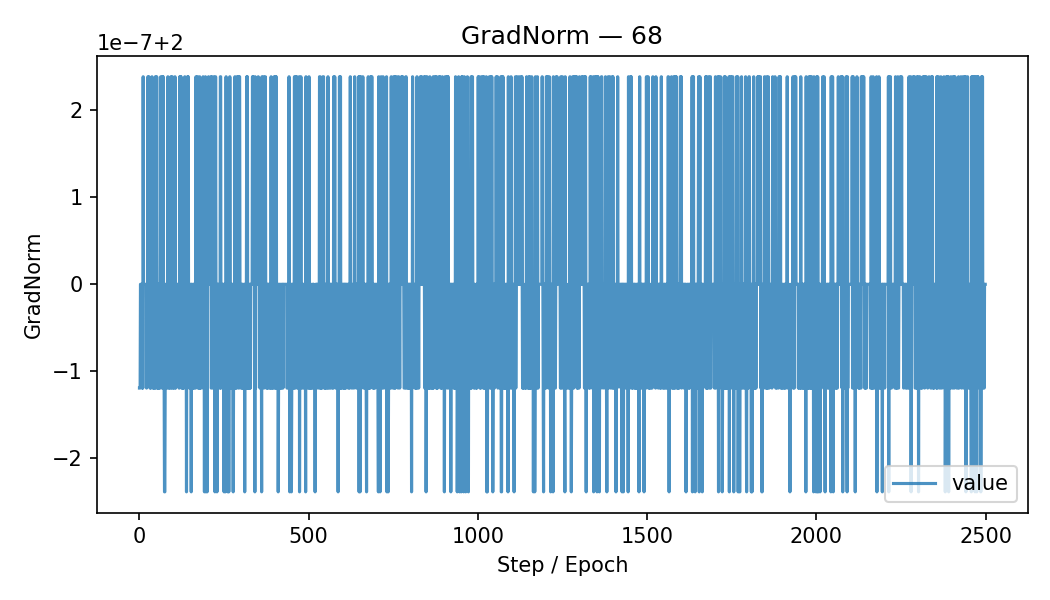 GradNorm — 68
1e−7+2
2
1
0
−1
−2
GradNorm
0
500
1000
1500
2000
2500
Step / Epoch
value